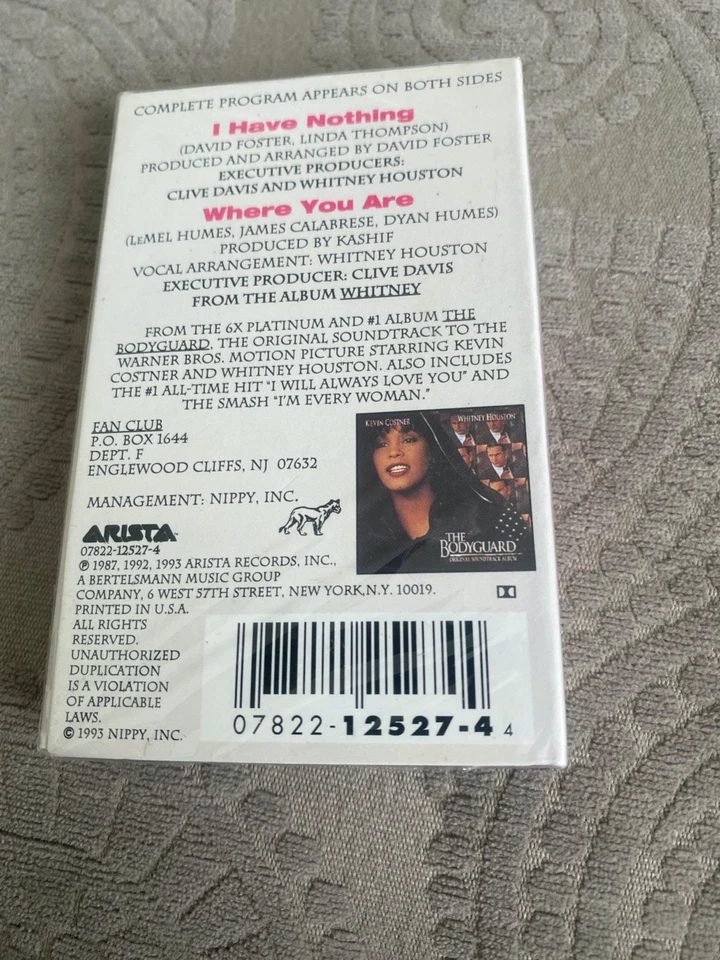 COMPLETE PROGRAM APPEARS ON BOTH SIDES
I Have Nothing
(DAVID FOSTER, LINDA THOMPSON)
PRODUCED AND ARRANGED BY DAVID FOSTER
EXECUTIVE PRODUCERS:
CLIVE DAVIS AND WHITNEY HOUSTON
Where You Are
(LEMEL HUMES, JAMES CALABRESE, DYAN HUMES)
PRODUCED BY KASHIF
VOCAL ARRANGEMENT: WHITNEY HOUSTON
EXECUTIVE PRODUCER: CLIVE DAVIS
FROM THE ALBUM WHITNEY
FROM THE 6X PLATINUM AND #1 ALBUM THE
BODYGUARD, THE ORIGINAL SOUNDTRACK TO THE
WARNER BROS. MOTION PICTURE STARRING KEVIN
COSTNER AND WHITNEY HOUSTON. ALSO INCLUDES
THE #1 ALL-TIME HIT "I WILL ALWAYS LOVE YOU" AND
THE SMASH "I'M EVERY WOMAN."
FAN CLUB
P.O. BOX 1644
DEPT. F
ENGLEWOOD CLIFFS, NJ 07632
MANAGEMENT: NIPPY, INC.
KEVIN COSTNER WHITNEY HOUSTON
THE
BODYGUARD
ORIGINAL SOUNDTRACK ALBUM
ARISTA
07822-12527-4
℗ 1987, 1992, 1993 ARISTA RECORDS, INC.,
A BERTELSMANN MUSIC GROUP
COMPANY, 6 WEST 57TH STREET, NEW YORK,N.Y. 10019.
PRINTED IN U.S.A.
ALL RIGHTS
RESERVED.
UNAUTHORIZED
DUPLICATION
IS A VIOLATION
OF APPLICABLE
LAWS.
© 1993 NIPPY, INC.
07822-12527-4 4